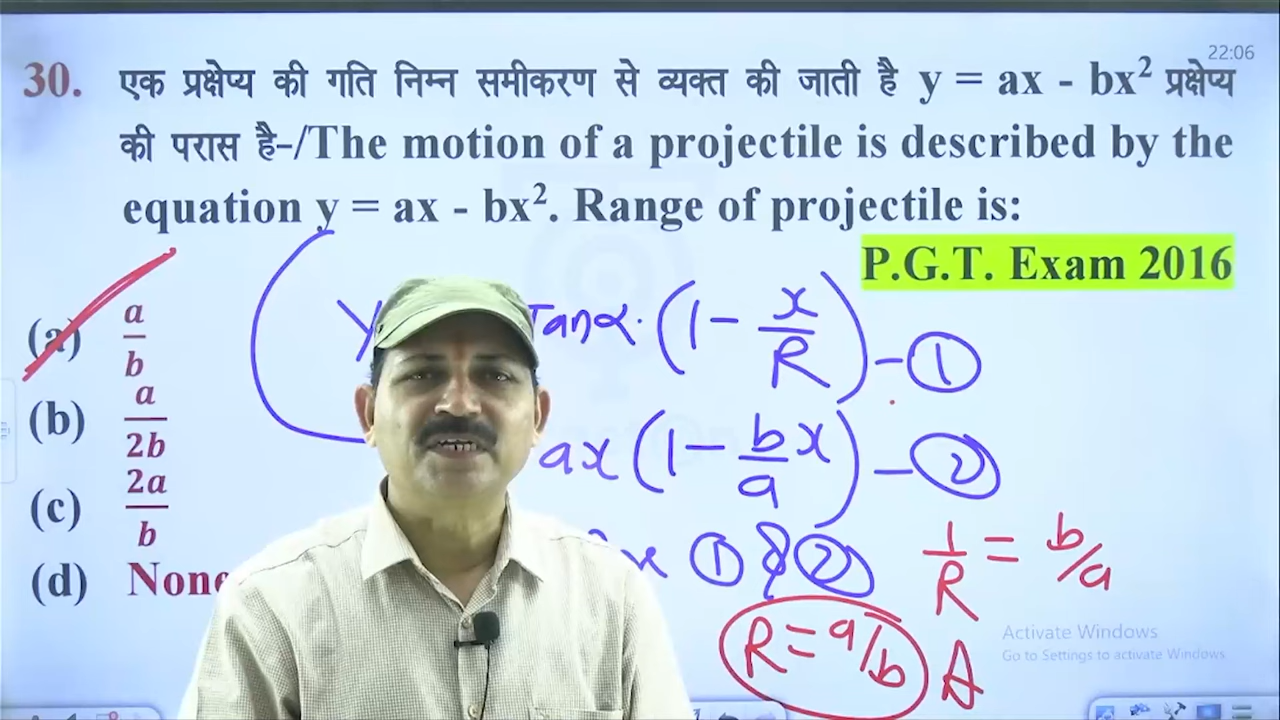 22:06
30. एक प्रक्षेप्य की गति निम्न समीकरण से व्यक्त की जाती है y = ax - bx² प्रक्षेप्य
की परास है-/The motion of a projectile is described by the
equation y = ax - bx². Range of projectile is:
P.G.T. Exam 2016
(a) a/b
(b) a/2b
(c) 2a/b
(d) None
y Tanα. (1 - x/R) - ①
ax (1 - b/a x) - ②
① & ②
1/R = b/a
R = a/b A
Activate Windows
Go to Settings to activate Windows